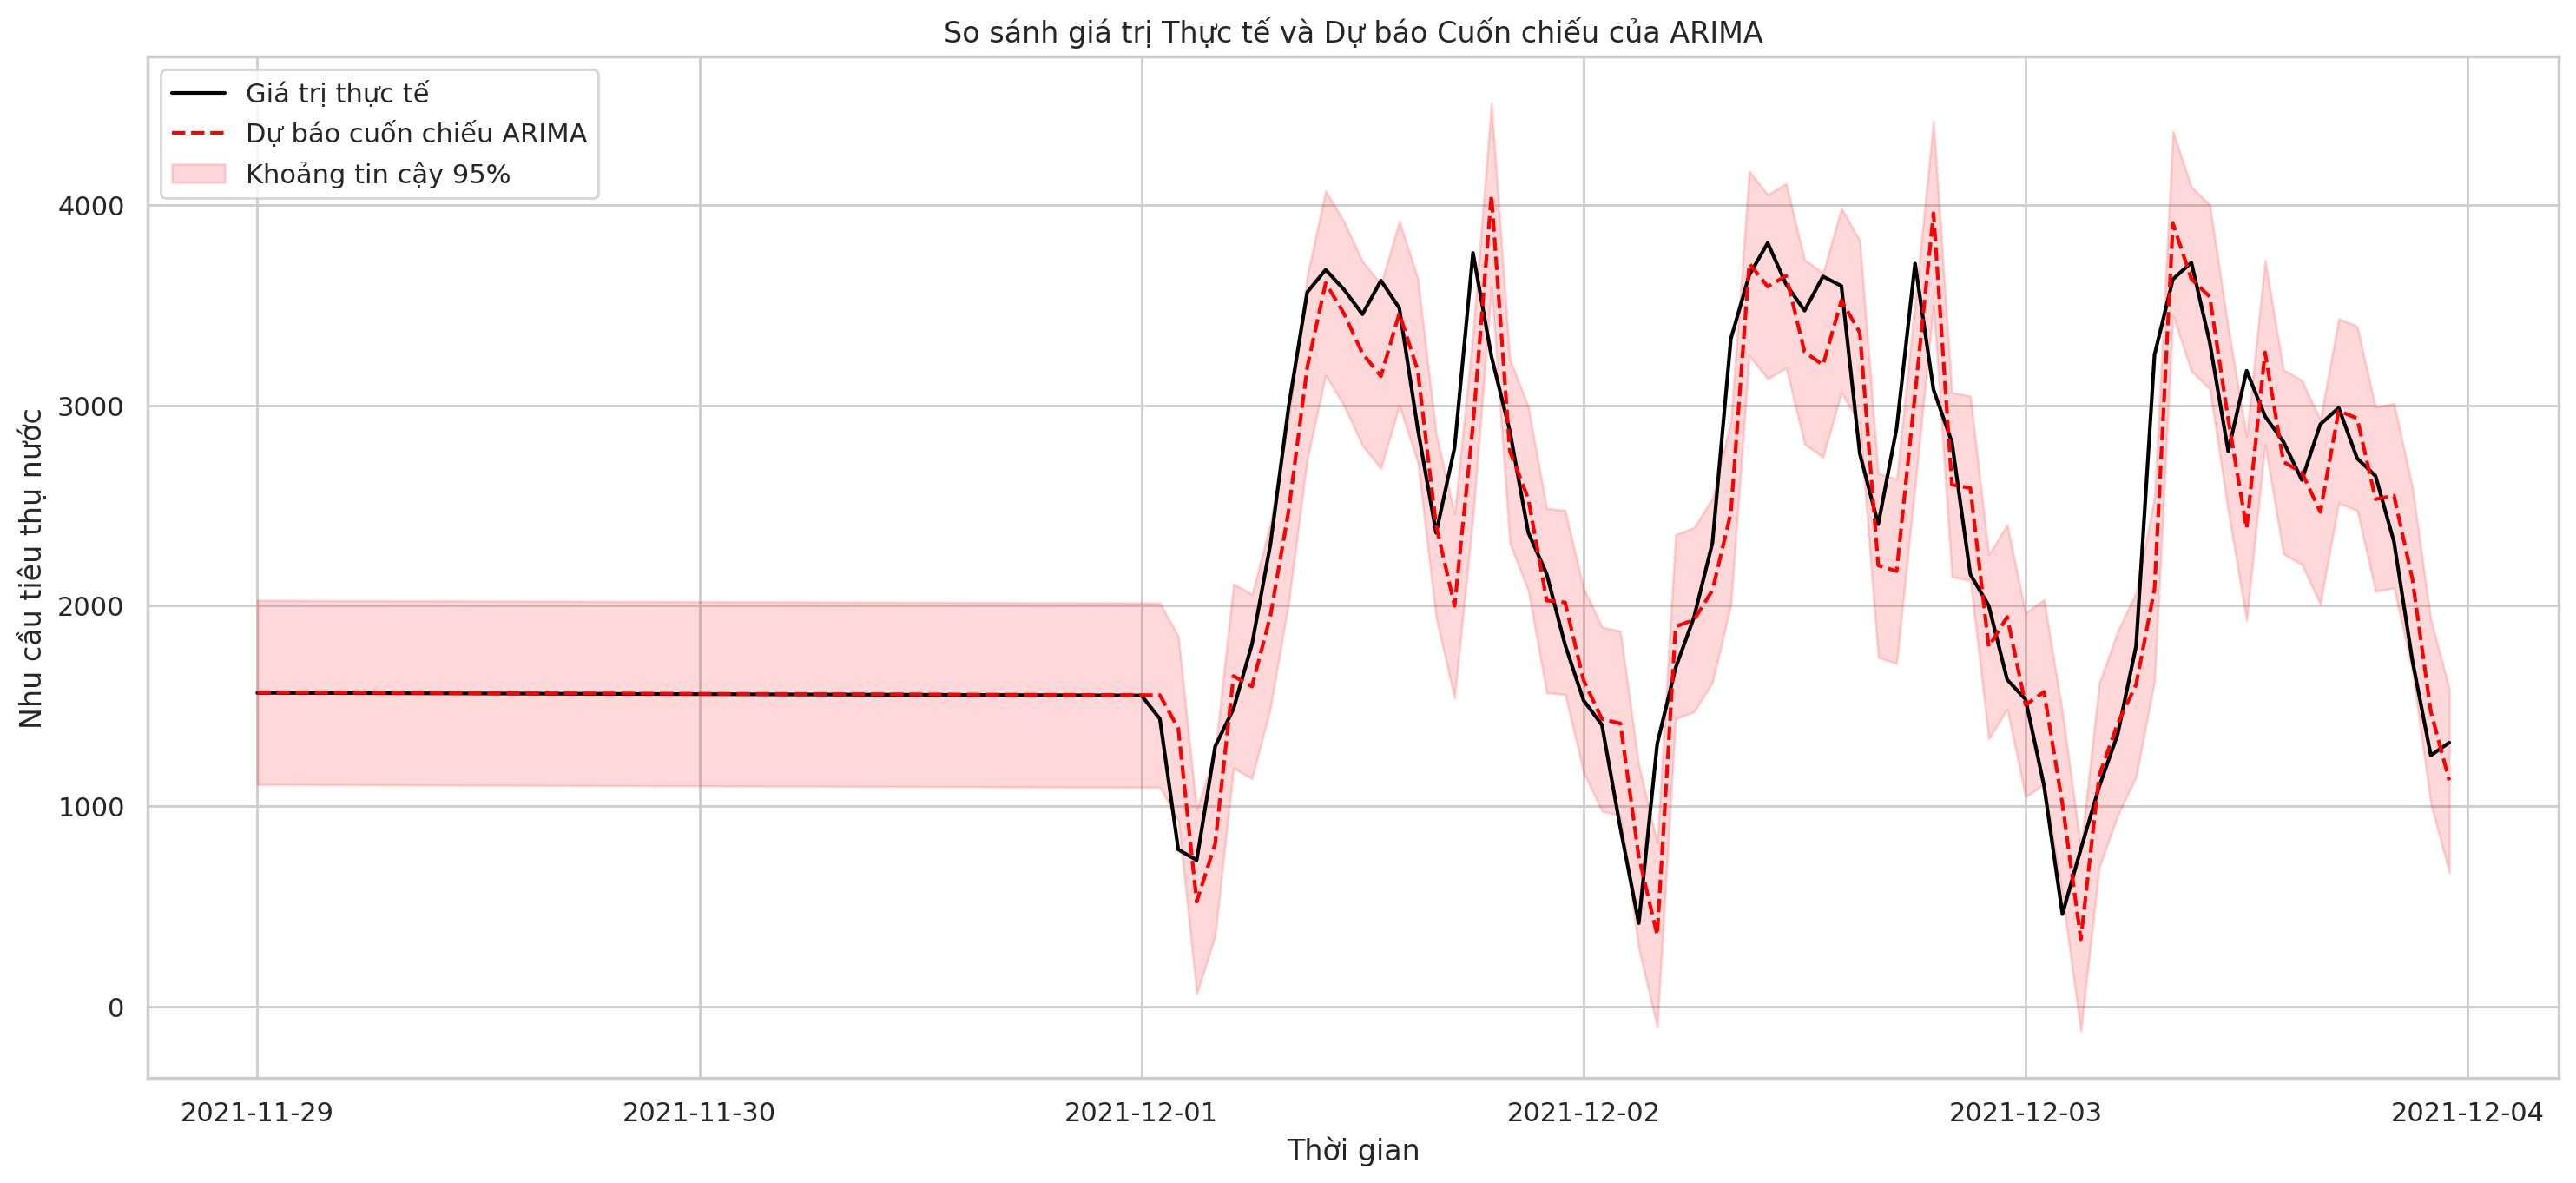 So sánh giá trị Thực tế và Dự báo Cuốn chiếu của ARIMA
Giá trị thực tế
Dự báo cuốn chiếu ARIMA
Khoảng tin cậy 95%
Nhu cầu tiêu thụ nước
4000
3000
2000
1000
0
2021-11-29
2021-11-30
2021-12-01
2021-12-02
2021-12-03
2021-12-04
Thời gian